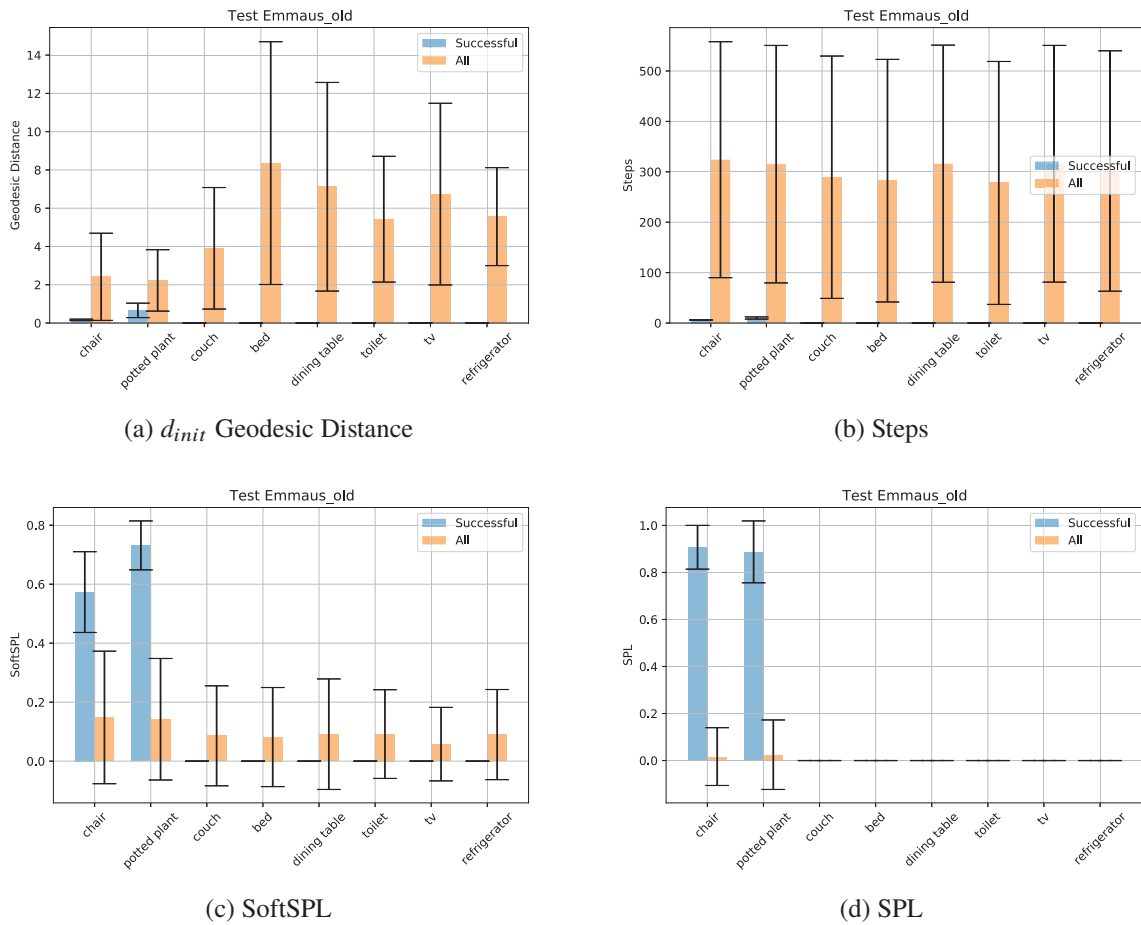 Test Emmaus_old
Successful
All
Geodesic Distance
14
12
10
8
6
4
2
0
chair
potted plant
couch
bed
dining table
toilet
tv
refrigerator
(a) d_init Geodesic Distance
Test Emmaus_old
Successful
All
Steps
500
400
300
200
100
0
chair
potted plant
couch
bed
dining table
toilet
tv
refrigerator
(b) Steps
Test Emmaus_old
Successful
All
SoftSPL
0.8
0.6
0.4
0.2
0.0
chair
potted plant
couch
bed
dining table
toilet
tv
refrigerator
(c) SoftSPL
Test Emmaus_old
Successful
All
SPL
1.0
0.8
0.6
0.4
0.2
0.0
chair
potted plant
couch
bed
dining table
toilet
tv
refrigerator
(d) SPL